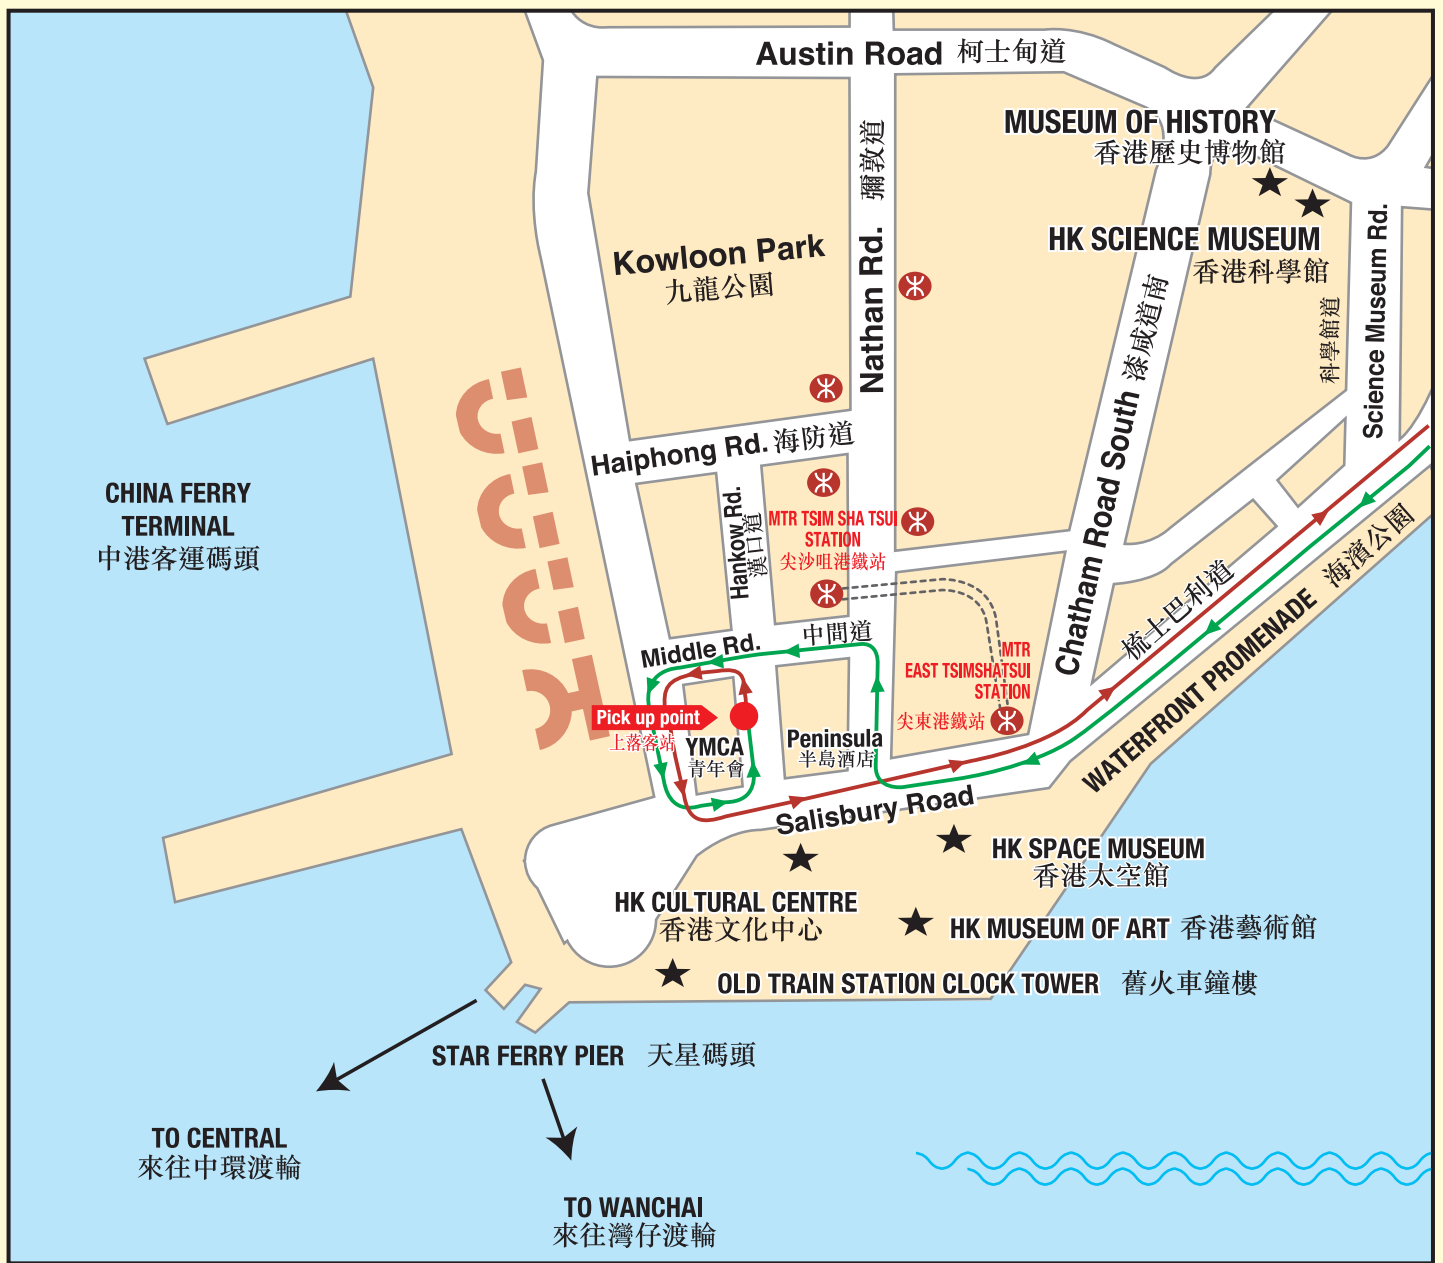 Austin Road 柯士甸道
MUSEUM OF HISTORY
香港歷史博物館
彌敦道
Nathan Rd.
Kowloon Park
九龍公園
HK SCIENCE MUSEUM
香港科學館
Science Museum Rd.
科學館道
Chatham Road South 漆咸道南
Haiphong Rd. 海防道
CHINA FERRY
TERMINAL
中港客運碼頭
Hankow Rd.
漢口道
MTR TSIM SHA TSUI
STATION
尖沙咀港鐵站
Middle Rd. 中間道
MTR
EAST TSIMSHATSUI
STATION
尖東港鐵站
梳士巴利道
WATERFRONT PROMENADE 海濱公園
Pick up point
上落客站
YMCA
青年會
Peninsula
半島酒店
Salisbury Road
HK SPACE MUSEUM
香港太空館
HK CULTURAL CENTRE
香港文化中心
HK MUSEUM OF ART 香港藝術館
OLD TRAIN STATION CLOCK TOWER 舊火車鐘樓
STAR FERRY PIER 天星碼頭
TO CENTRAL
來往中環渡輪
TO WANCHAI
來往灣仔渡輪